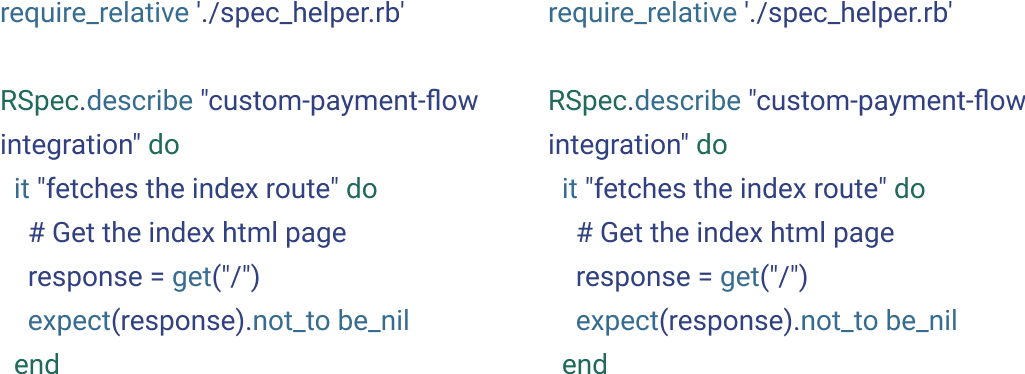 require_relative './spec_helper.rb'
RSpec.describe "custom-payment-flow
integration" do
it "fetches the index route" do
# Get the index html page
response = get("/")
expect(response).not_to be_nil
end
require_relative './spec_helper.rb'
RSpec.describe "custom-payment-flow
integration" do
it "fetches the index route" do
# Get the index html page
response = get("/")
expect(response).not_to be_nil
end